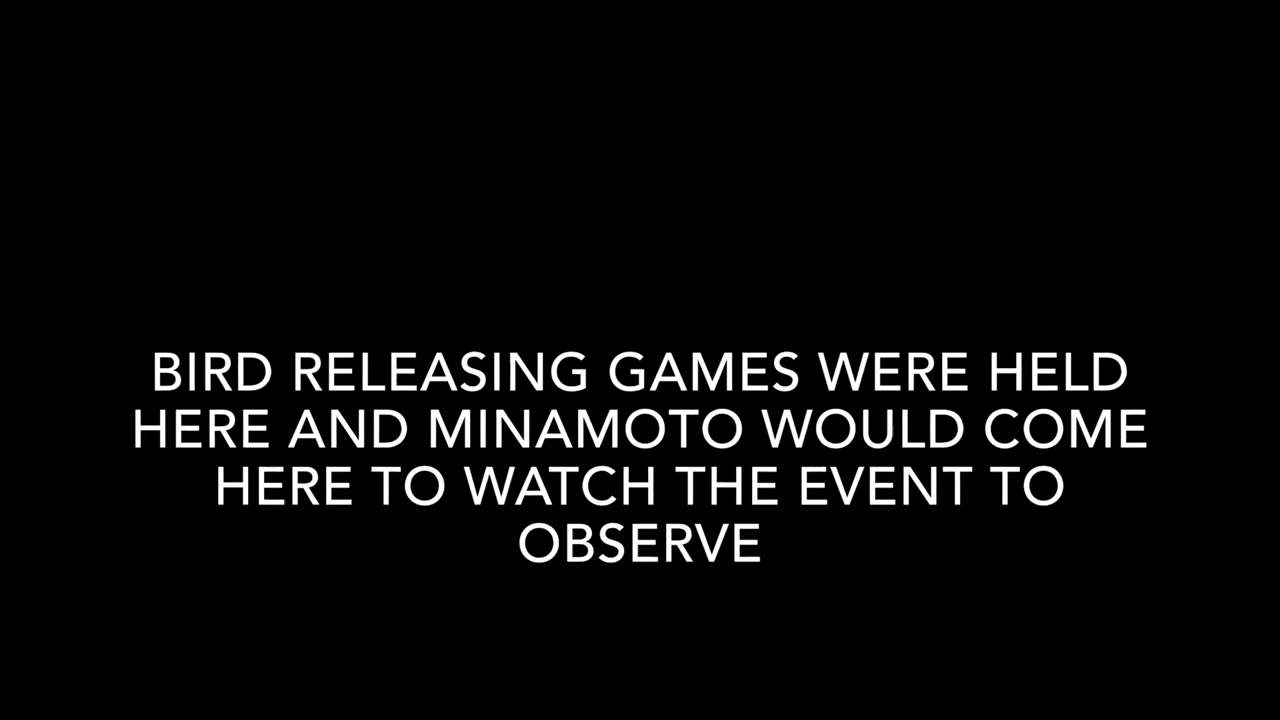 BIRD RELEASING GAMES WERE HELD
HERE AND MINAMOTO WOULD COME
HERE TO WATCH THE EVENT TO
OBSERVE